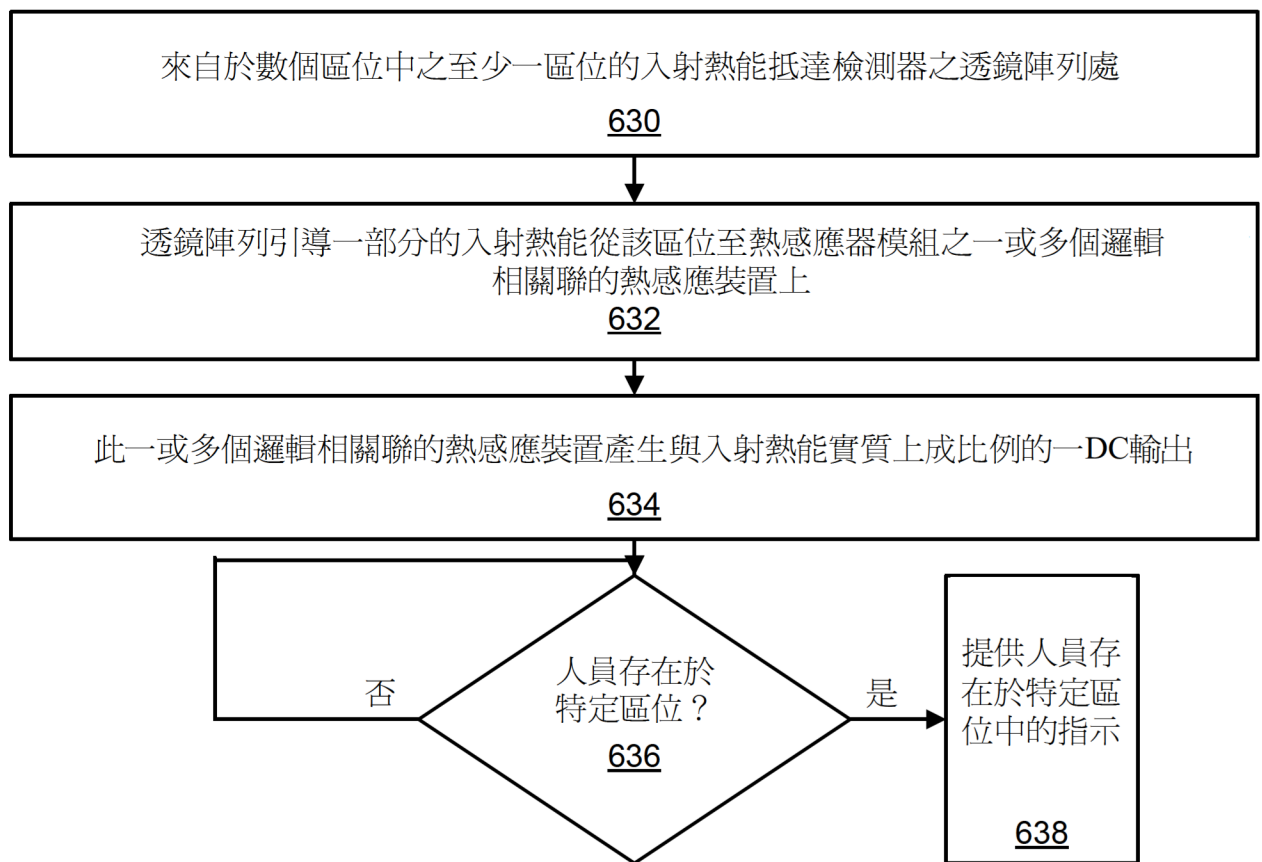 來自於數個區位中之至少一區位的入射熱能抵達檢測器之透鏡陣列處
630
透鏡陣列引導一部分的入射熱能從該區位至熱感應器模組之一或多個邏輯
相關聯的熱感應裝置上
632
此一或多個邏輯相關聯的熱感應裝置產生與入射熱能實質上成比例的一DC輸出
634
人員存在於
特定區位？
636
否
是
提供人員存
在於特定區
位中的指示
638